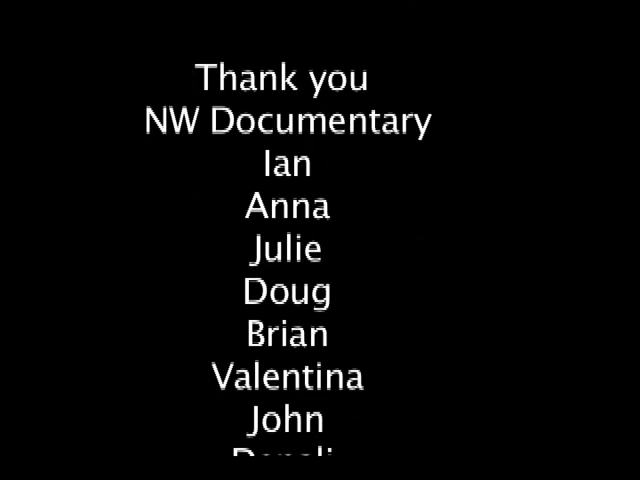 Thank you
NW Documentary
Ian
Anna
Julie
Doug
Brian
Valentina
John